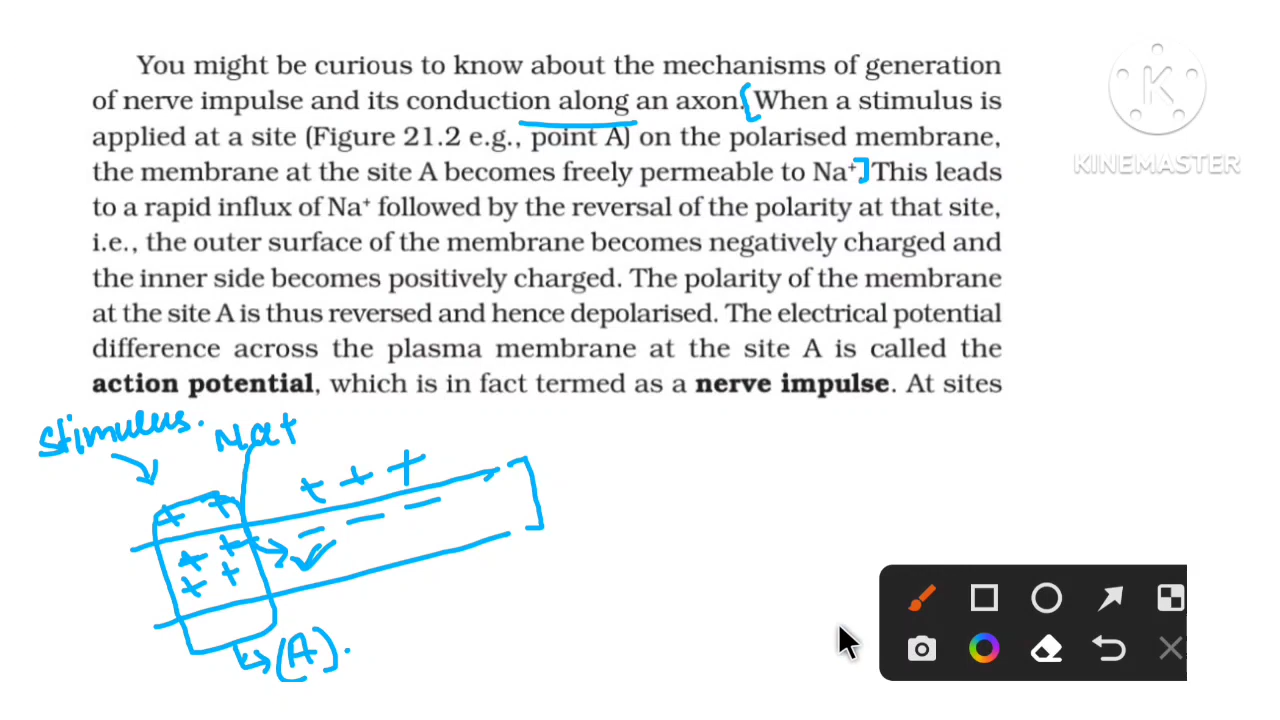 You might be curious to know about the mechanisms of generation
of nerve impulse and its conduction along an axon. [When a stimulus is
applied at a site (Figure 21.2 e.g., point A) on the polarised membrane,
the membrane at the site A becomes freely permeable to Na⁺] This leads
to a rapid influx of Na⁺ followed by the reversal of the polarity at that site,
i.e., the outer surface of the membrane becomes negatively charged and
the inner side becomes positively charged. The polarity of the membrane
at the site A is thus reversed and hence depolarised. The electrical potential
difference across the plasma membrane at the site A is called the
action potential, which is in fact termed as a nerve impulse. At sites
KINEMASTER
stimulus.
Na+
+ + +
+ +
— — —
+ +
+ +
(A).